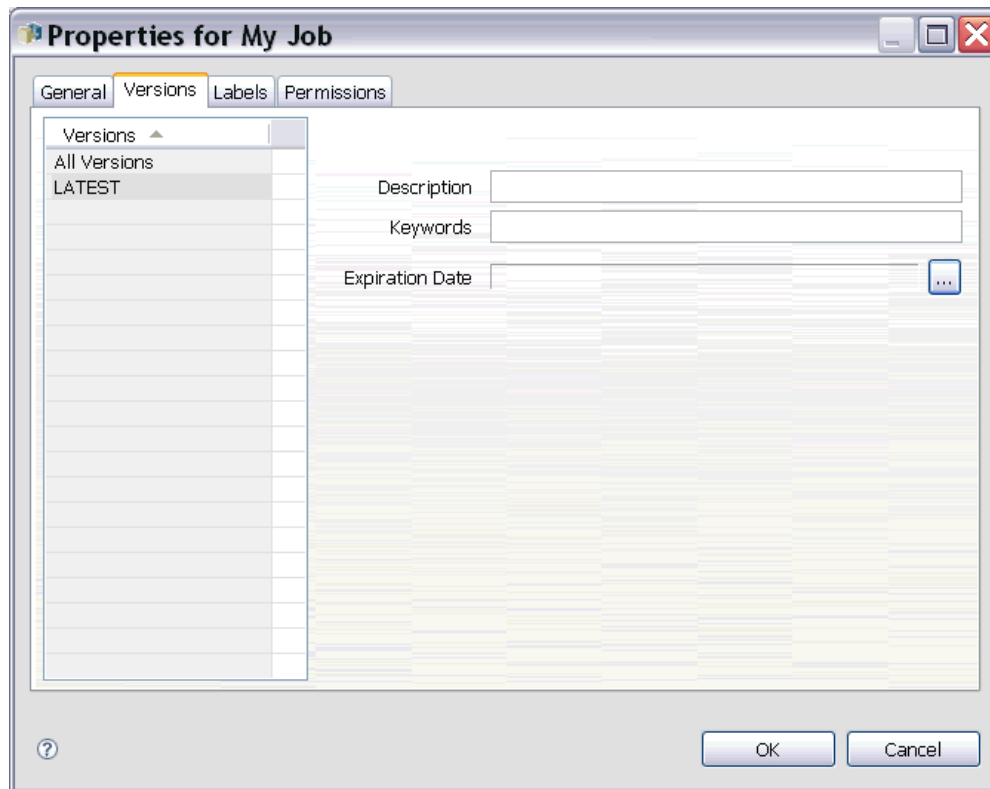 Properties for My Job
General Versions Labels Permissions
Versions
All Versions
LATEST
Description
Keywords
Expiration Date
...
?
OK Cancel